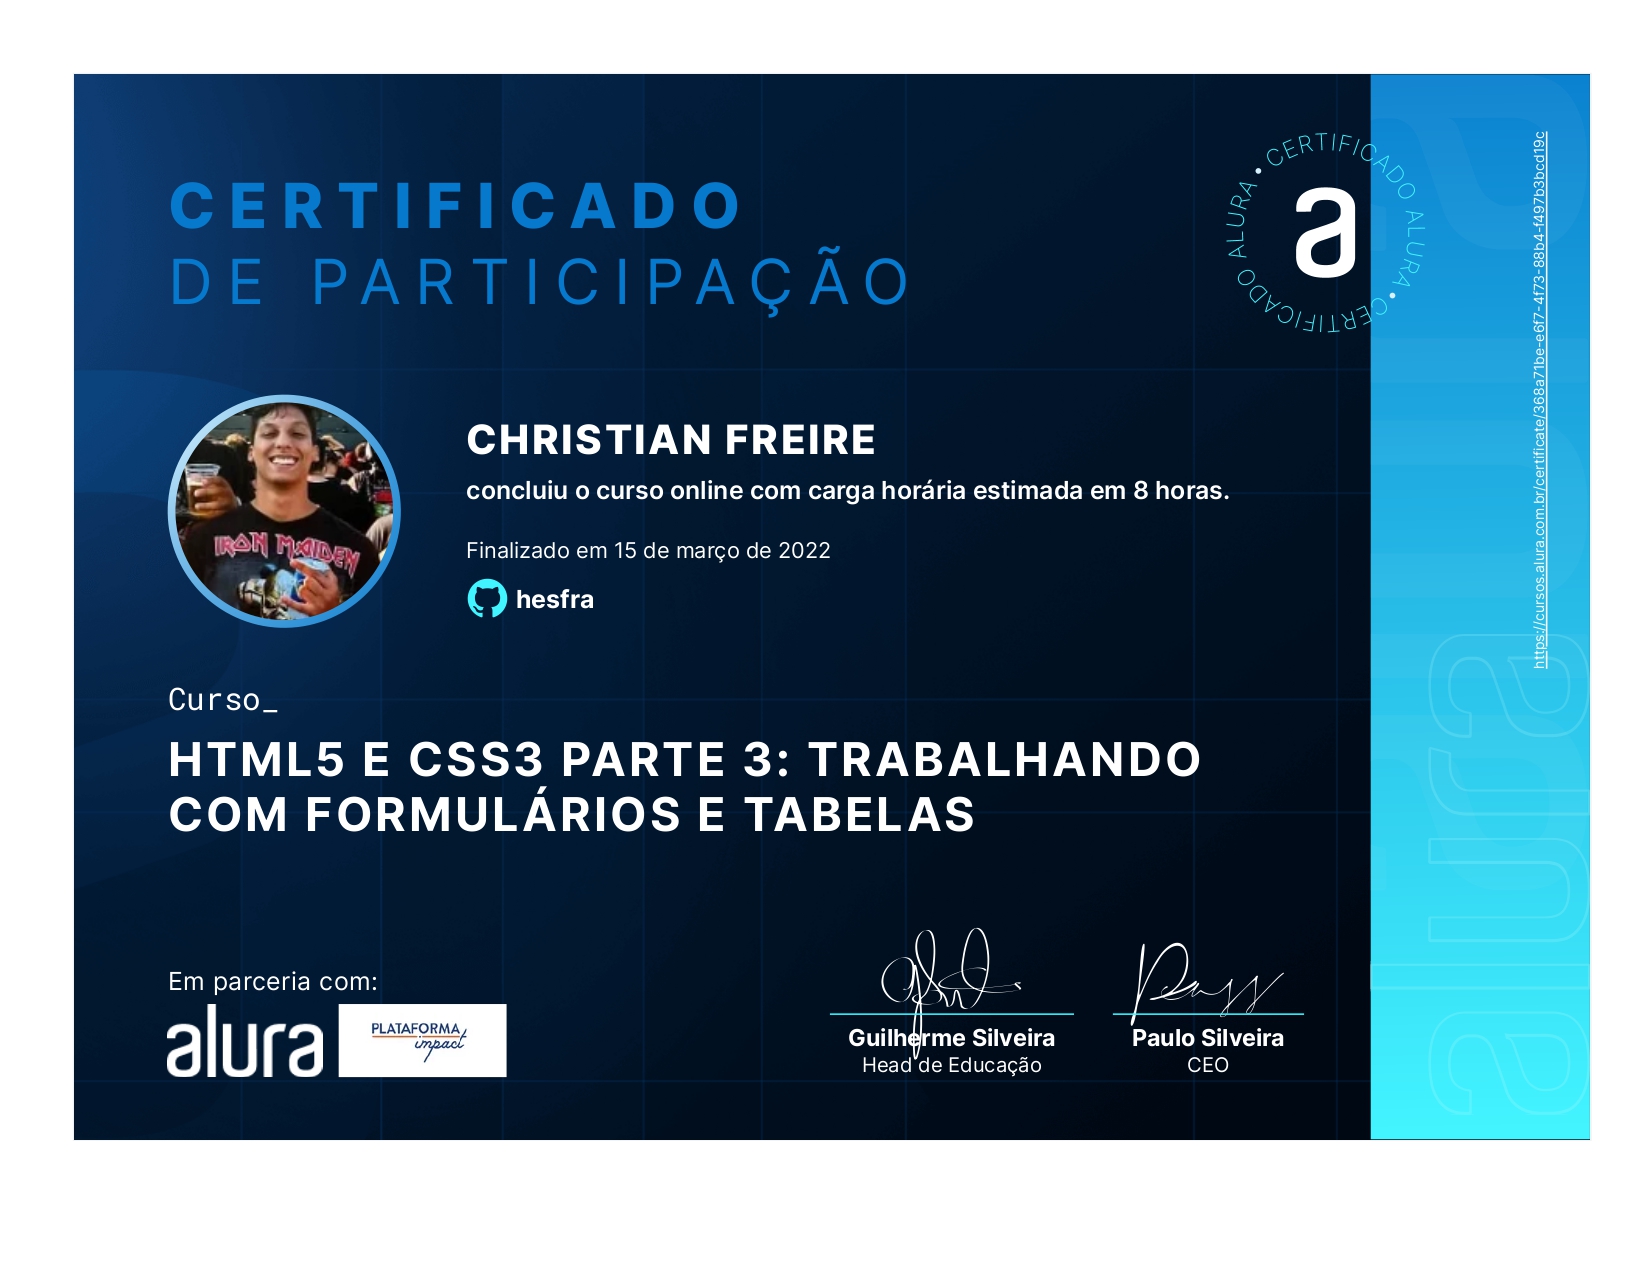 CERTIFICADO
DE PARTICIPAÇÃO
CERTIFICADO ALURA • CERTIFICADO ALURA •
a
https://cursos.alura.com.br/certificate/368a71be-e6f7-4f73-88b4-f497b3bcd19c
IRON MAIDEN
CHRISTIAN FREIRE
concluiu o curso online com carga horária estimada em 8 horas.
Finalizado em 15 de março de 2022
hesfra
Curso_
HTML5 E CSS3 PARTE 3: TRABALHANDO
COM FORMULÁRIOS E TABELAS
Em parceria com:
alura
PLATAFORMA
impact
Guilherme Silveira
Head de Educação
Paulo Silveira
CEO
alura